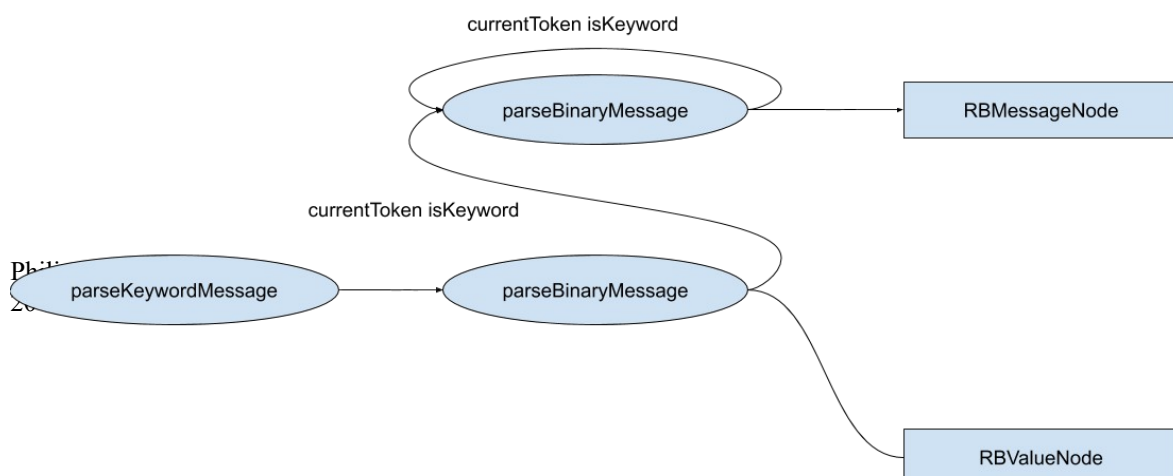 currentToken isKeyword
parseBinaryMessage
RBMessageNode
currentToken isKeyword
parseKeywordMessage
parseBinaryMessage
RBValueNode